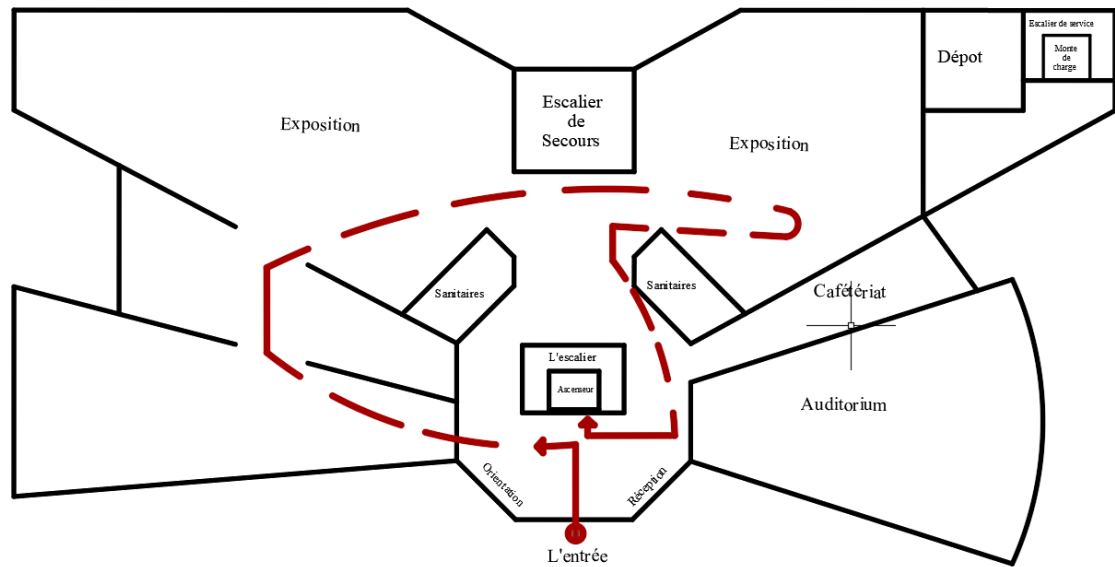 Escalier de service
Monte
de
charge
Dépot
Escalier
de
Secours
Exposition
Exposition
Sanitaires
Sanitaires
Cafétériat
L'escalier
Ascenseur
Auditorium
Orientation
Réception
L'entrée